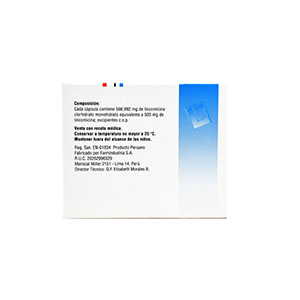 Composición:
Cada cápsula contiene 566,992 mg de lincomicina
clorhidrato monohidrato equivalente a 500 mg de
lincomicina; excipientes c.s.p.
Venta con receta médica.
Conservar a temperatura no mayor a 25 °C.
Mantener fuera del alcance de los niños.
Reg. San. EN-01834 Producto Peruano
Fabricado por Farmindustria S.A.
R.U.C. 20262996329
Mariscal Miller 2151 - Lima 14. Perú.
Director Técnico: Q.F. Elizabeth Morales B.